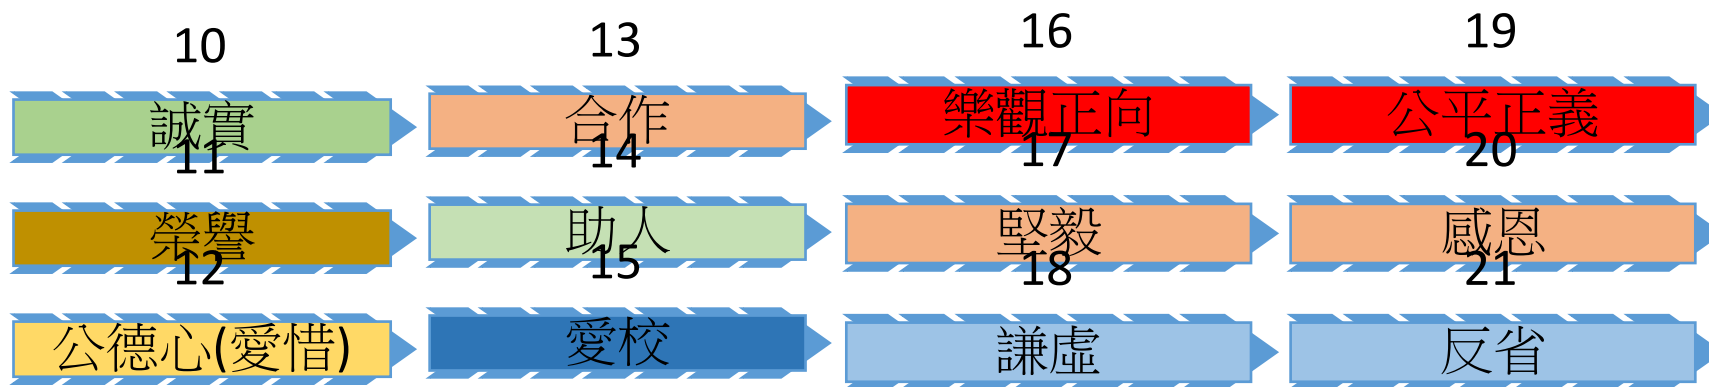 10
誠實
11
榮譽
12
公德心(愛惜)
13
合作
14
助人
15
愛校
16
樂觀正向
17
堅毅
18
謙虛
19
公平正義
20
感恩
21
反省